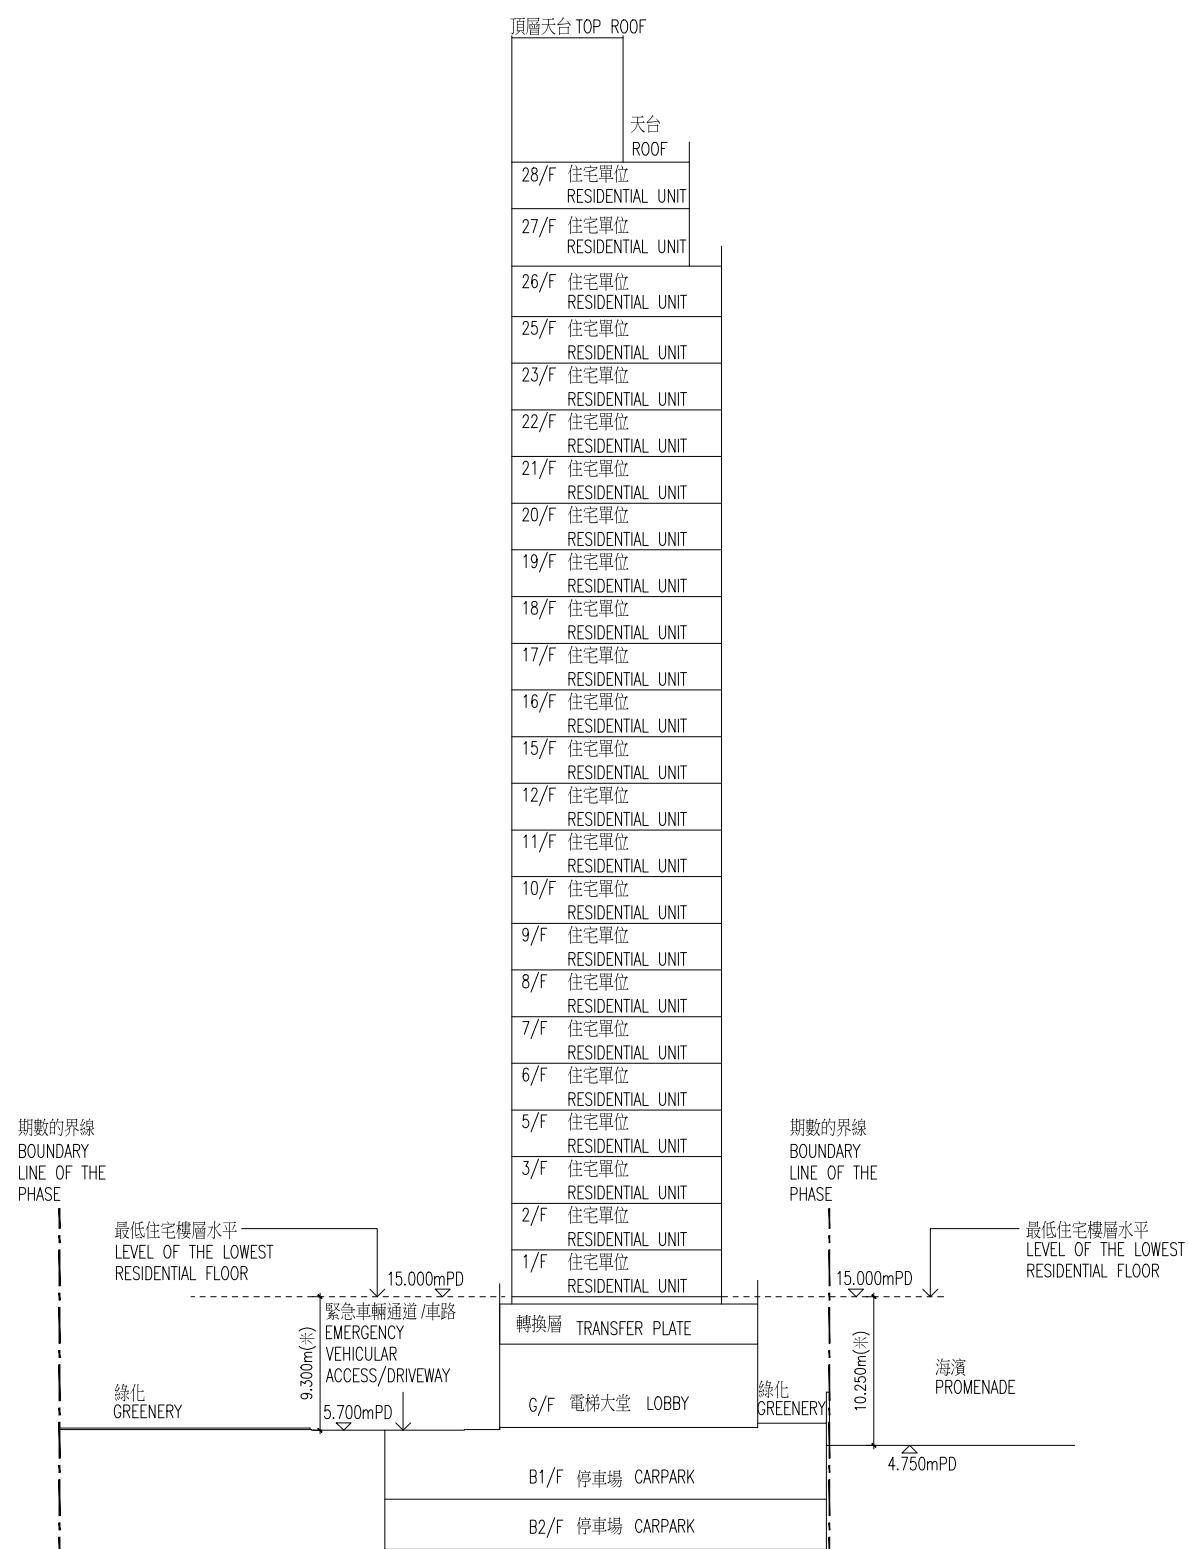 頂層天台 TOP ROOF
天台
ROOF
28/F 住宅單位
RESIDENTIAL UNIT
27/F 住宅單位
RESIDENTIAL UNIT
26/F 住宅單位
RESIDENTIAL UNIT
25/F 住宅單位
RESIDENTIAL UNIT
23/F 住宅單位
RESIDENTIAL UNIT
22/F 住宅單位
RESIDENTIAL UNIT
21/F 住宅單位
RESIDENTIAL UNIT
20/F 住宅單位
RESIDENTIAL UNIT
19/F 住宅單位
RESIDENTIAL UNIT
18/F 住宅單位
RESIDENTIAL UNIT
17/F 住宅單位
RESIDENTIAL UNIT
16/F 住宅單位
RESIDENTIAL UNIT
15/F 住宅單位
RESIDENTIAL UNIT
12/F 住宅單位
RESIDENTIAL UNIT
11/F 住宅單位
RESIDENTIAL UNIT
10/F 住宅單位
RESIDENTIAL UNIT
9/F 住宅單位
RESIDENTIAL UNIT
8/F 住宅單位
RESIDENTIAL UNIT
7/F 住宅單位
RESIDENTIAL UNIT
6/F 住宅單位
RESIDENTIAL UNIT
5/F 住宅單位
RESIDENTIAL UNIT
3/F 住宅單位
RESIDENTIAL UNIT
2/F 住宅單位
RESIDENTIAL UNIT
1/F 住宅單位
RESIDENTIAL UNIT
期數的界線
BOUNDARY
LINE OF THE
PHASE
期數的界線
BOUNDARY
LINE OF THE
PHASE
最低住宅樓層水平
LEVEL OF THE LOWEST
RESIDENTIAL FLOOR
最低住宅樓層水平
LEVEL OF THE LOWEST
RESIDENTIAL FLOOR
15.000mPD
15.000mPD
緊急車輛通道/車路
EMERGENCY
VEHICULAR
ACCESS/DRIVEWAY
9.300m(米)
轉換層 TRANSFER PLATE
10.250m(米)
海濱
PROMENADE
綠化
GREENERY
5.700mPD
G/F 電梯大堂 LOBBY
綠化
GREENERY
4.750mPD
B1/F 停車場 CARPARK
B2/F 停車場 CARPARK